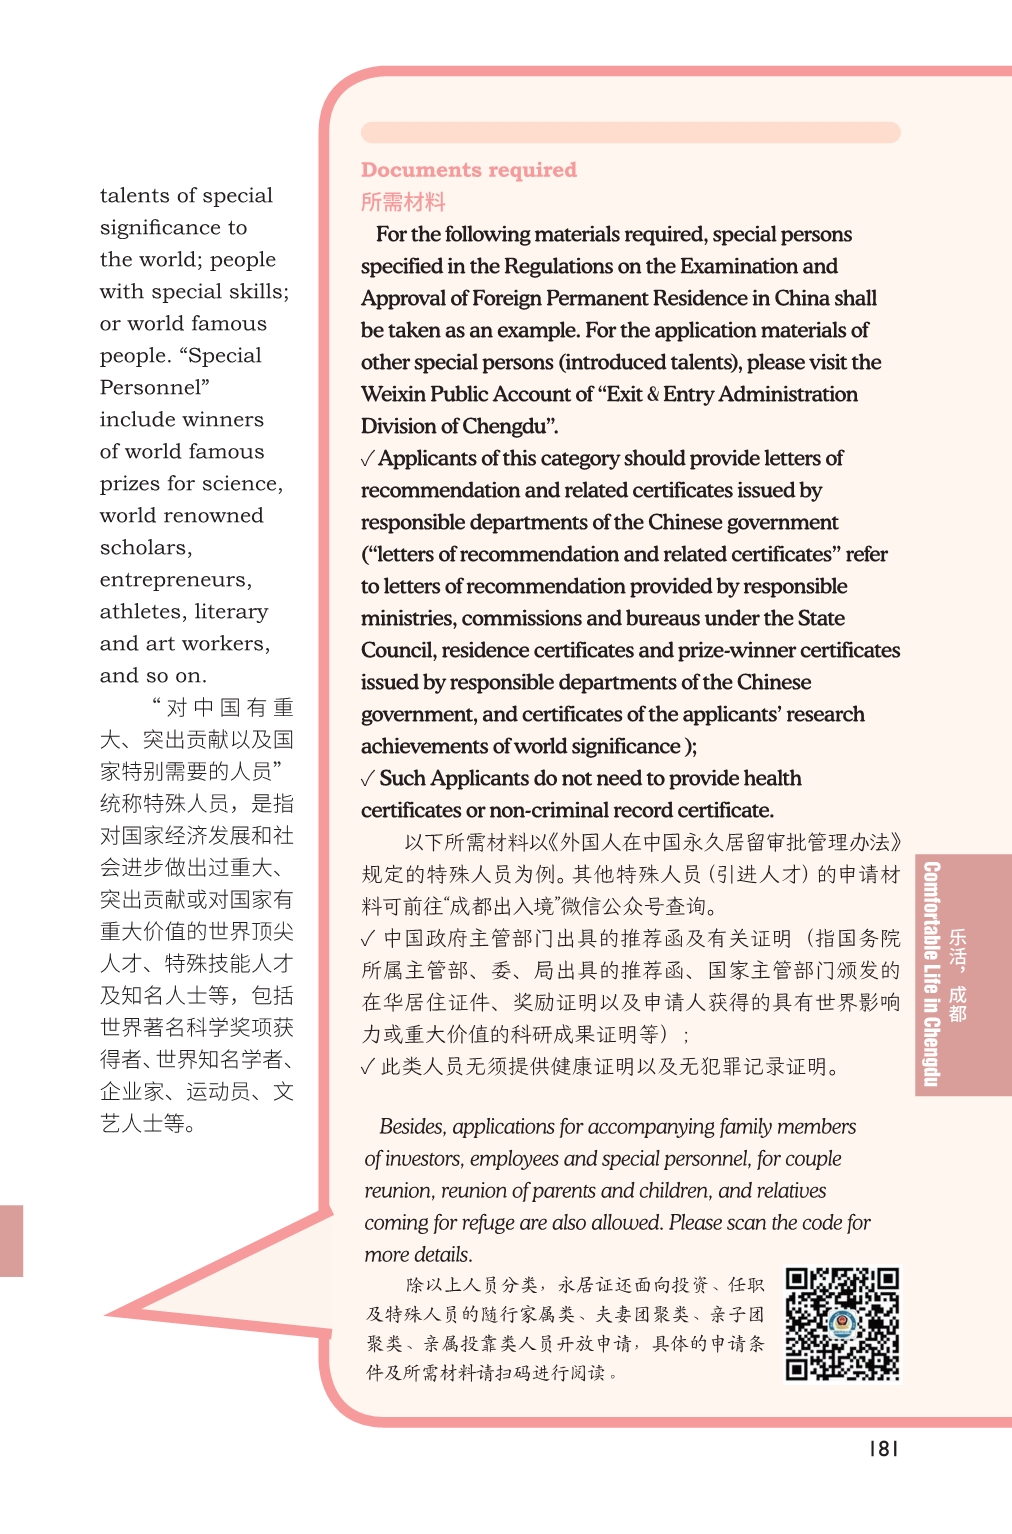 talents of special
significance to
the world; people
with special skills;
or world famous
people. “Special
Personnel”
include winners
of world famous
prizes for science,
world renowned
scholars,
entrepreneurs,
athletes, literary
and art workers,
and so on.
“对中国有重
大、突出贡献以及国
家特别需要的人员”
统称特殊人员，是指
对国家经济发展和社
会进步做出过重大、
突出贡献或对国家有
重大价值的世界顶尖
人才、特殊技能人才
及知名人士等，包括
世界著名科学奖项获
得者、世界知名学者、
企业家、运动员、文
艺人士等。
Documents required
所需材料
For the following materials required, special persons
specified in the Regulations on the Examination and
Approval of Foreign Permanent Residence in China shall
be taken as an example. For the application materials of
other special persons (introduced talents), please visit the
Weixin Public Account of “Exit & Entry Administration
Division of Chengdu”.
✓ Applicants of this category should provide letters of
recommendation and related certificates issued by
responsible departments of the Chinese government
(“letters of recommendation and related certificates” refer
to letters of recommendation provided by responsible
ministries, commissions and bureaus under the State
Council, residence certificates and prize-winner certificates
issued by responsible departments of the Chinese
government, and certificates of the applicants’ research
achievements of world significance );
✓ Such Applicants do not need to provide health
certificates or non-criminal record certificate.
以下所需材料以《外国人在中国永久居留审批管理办法》
规定的特殊人员为例。其他特殊人员（引进人才）的申请材
料可前往“成都出入境”微信公众号查询。
✓ 中国政府主管部门出具的推荐函及有关证明（指国务院
所属主管部、委、局出具的推荐函、国家主管部门颁发的
在华居住证件、奖励证明以及申请人获得的具有世界影响
力或重大价值的科研成果证明等）；
✓ 此类人员无须提供健康证明以及无犯罪记录证明。
Besides, applications for accompanying family members
of investors, employees and special personnel, for couple
reunion, reunion of parents and children, and relatives
coming for refuge are also allowed. Please scan the code for
more details.
除以上人员分类，永居证还面向投资、任职
及特殊人员的随行家属类、夫妻团聚类、亲子团
聚类、亲属投靠类人员开放申请，具体的申请条
件及所需材料请扫码进行阅读。
乐活，成都
Comfortable Life in Chengdu
181